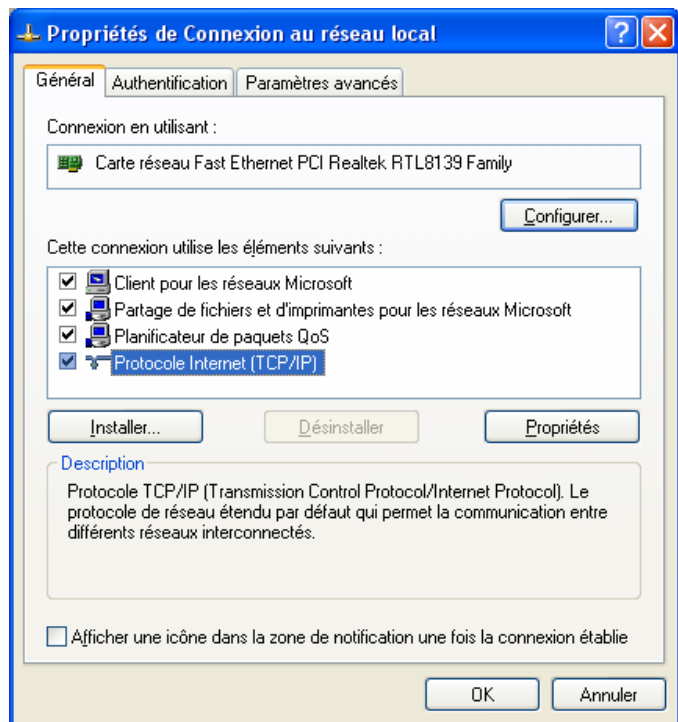 Propriétés de Connexion au réseau local
Général Authentification Paramètres avancés
Connexion en utilisant :
Carte réseau Fast Ethernet PCI Realtek RTL8139 Family
Configurer...
Cette connexion utilise les éléments suivants :
Client pour les réseaux Microsoft
Partage de fichiers et d'imprimantes pour les réseaux Microsoft
Planificateur de paquets QoS
Protocole Internet (TCP/IP)
Installer... Désinstaller Propriétés
Description
Protocole TCP/IP (Transmission Control Protocol/Internet Protocol). Le
protocole de réseau étendu par défaut qui permet la communication entre
différents réseaux interconnectés.
Afficher une icône dans la zone de notification une fois la connexion établie
OK Annuler